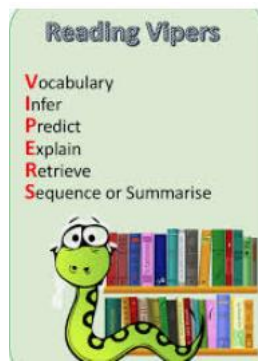 Reading Vipers
Vocabulary
Infer
Predict
Explain
Retrieve
Sequence or Summarise